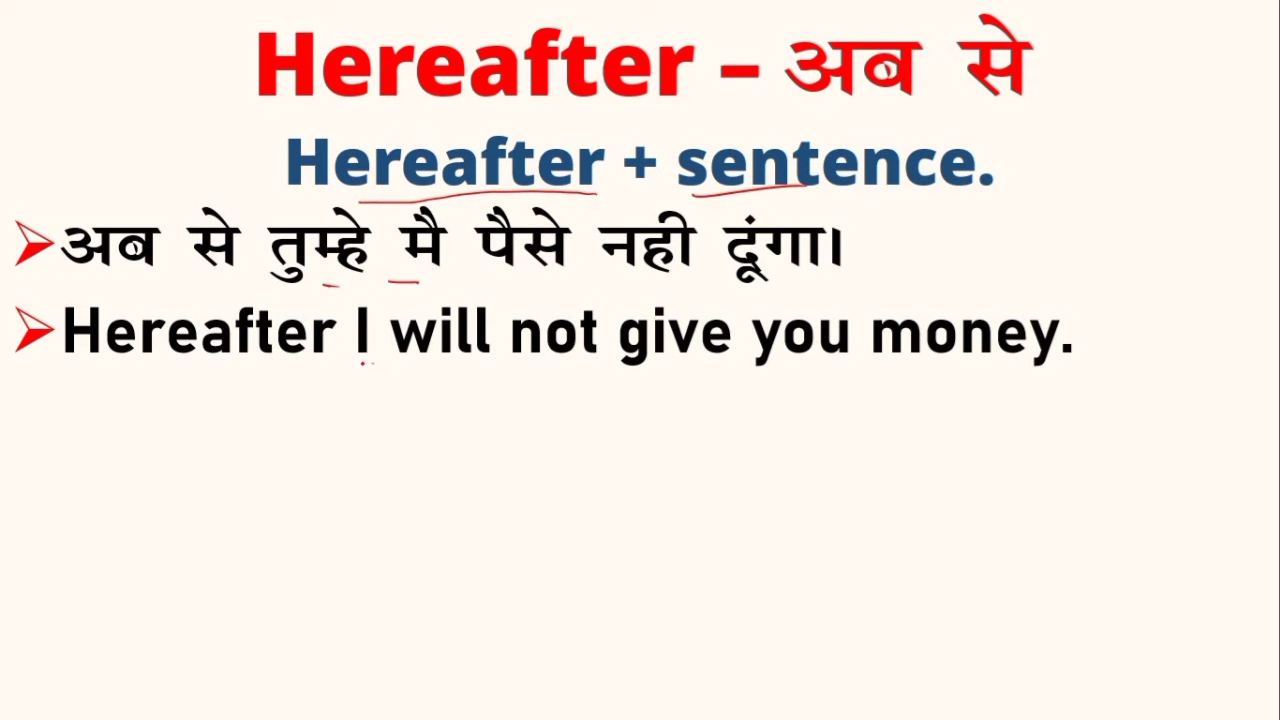 Hereafter – अब से
Hereafter + sentence.
अब से तुम्हे मै पैसे नही दूंगा।
Hereafter I will not give you money.